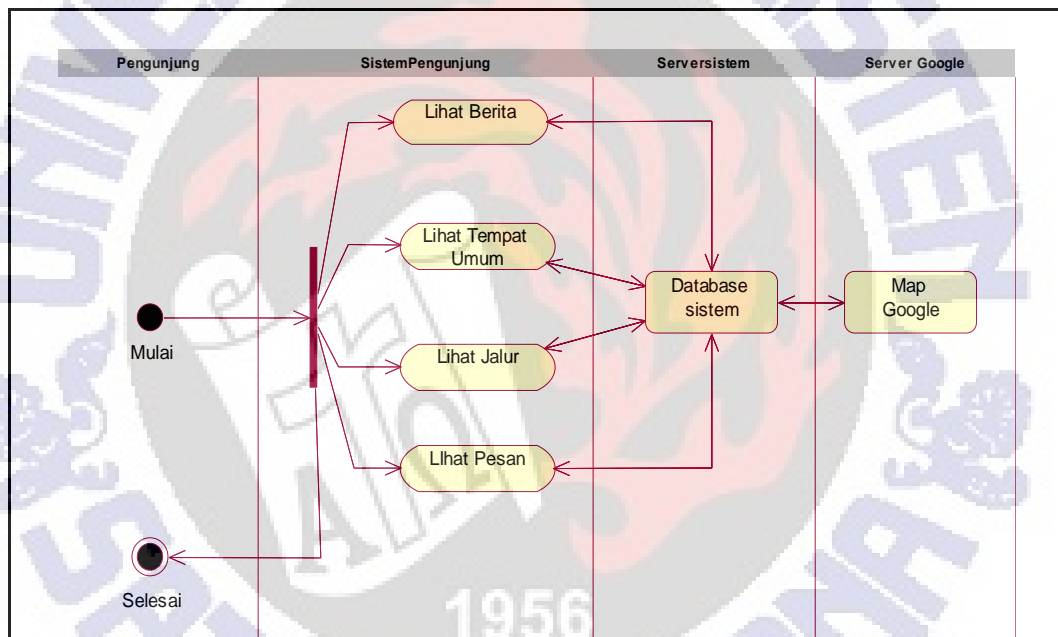 Pengunjung
SistemPengunjung
Serversistem
Server Google
Lihat Berita
Lihat Tempat
Umum
Database
sistem
Map
Google
Mulai
Lihat Jalur
LIhat Pesan
Selesai
ΑΩ
1956